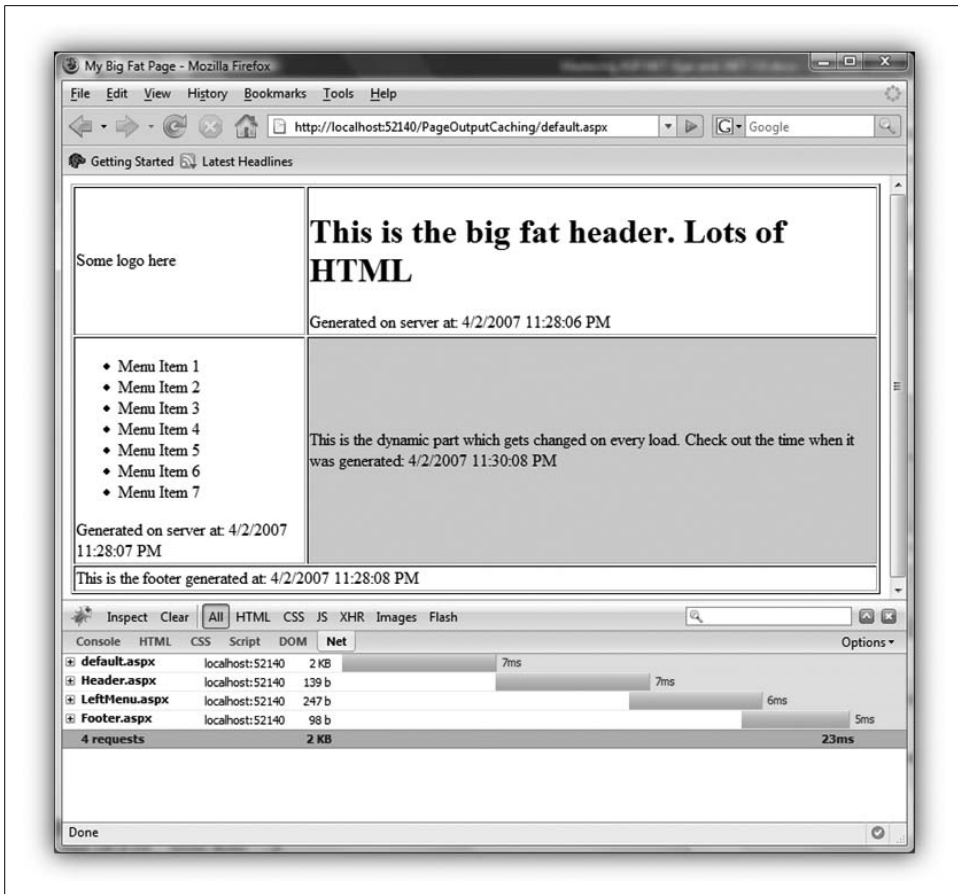 My Big Fat Page - Mozilla Firefox
File Edit View History Bookmarks Tools Help
http://localhost:52140/PageOutputCaching/default.aspx
G Google
Getting Started Latest Headlines
Some logo here
This is the big fat header. Lots of
HTML
Generated on server at: 4/2/2007 11:28:06 PM
Menu Item 1
Menu Item 2
Menu Item 3
Menu Item 4
Menu Item 5
Menu Item 6
Menu Item 7
Generated on server at: 4/2/2007
11:28:07 PM
This is the dynamic part which gets changed on every load. Check out the time when it
was generated: 4/2/2007 11:30:08 PM
This is the footer generated at: 4/2/2007 11:28:08 PM
Inspect Clear All HTML CSS JS XHR Images Flash
Console HTML CSS Script DOM Net Options
default.aspx localhost:52140 2 KB 7ms
Header.aspx localhost:52140 139 b 7ms
LeftMenu.aspx localhost:52140 247 b 6ms
Footer.aspx localhost:52140 98 b 5ms
4 requests 2 KB 23ms
Done